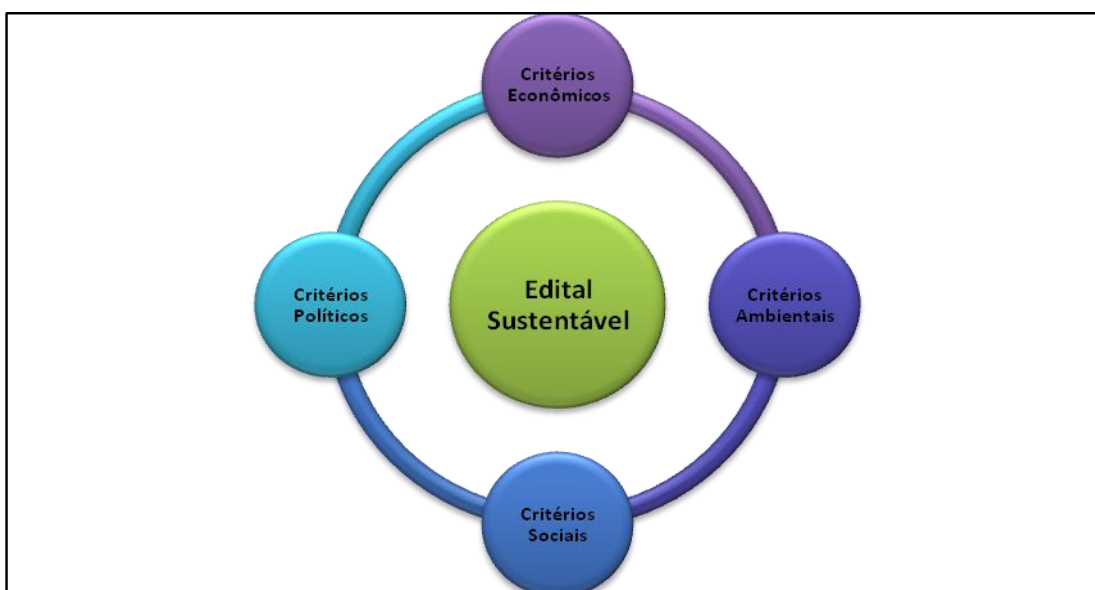 Critérios
Econômicos
Critérios
Políticos
Edital
Sustentável
Critérios
Ambientais
Critérios
Sociais